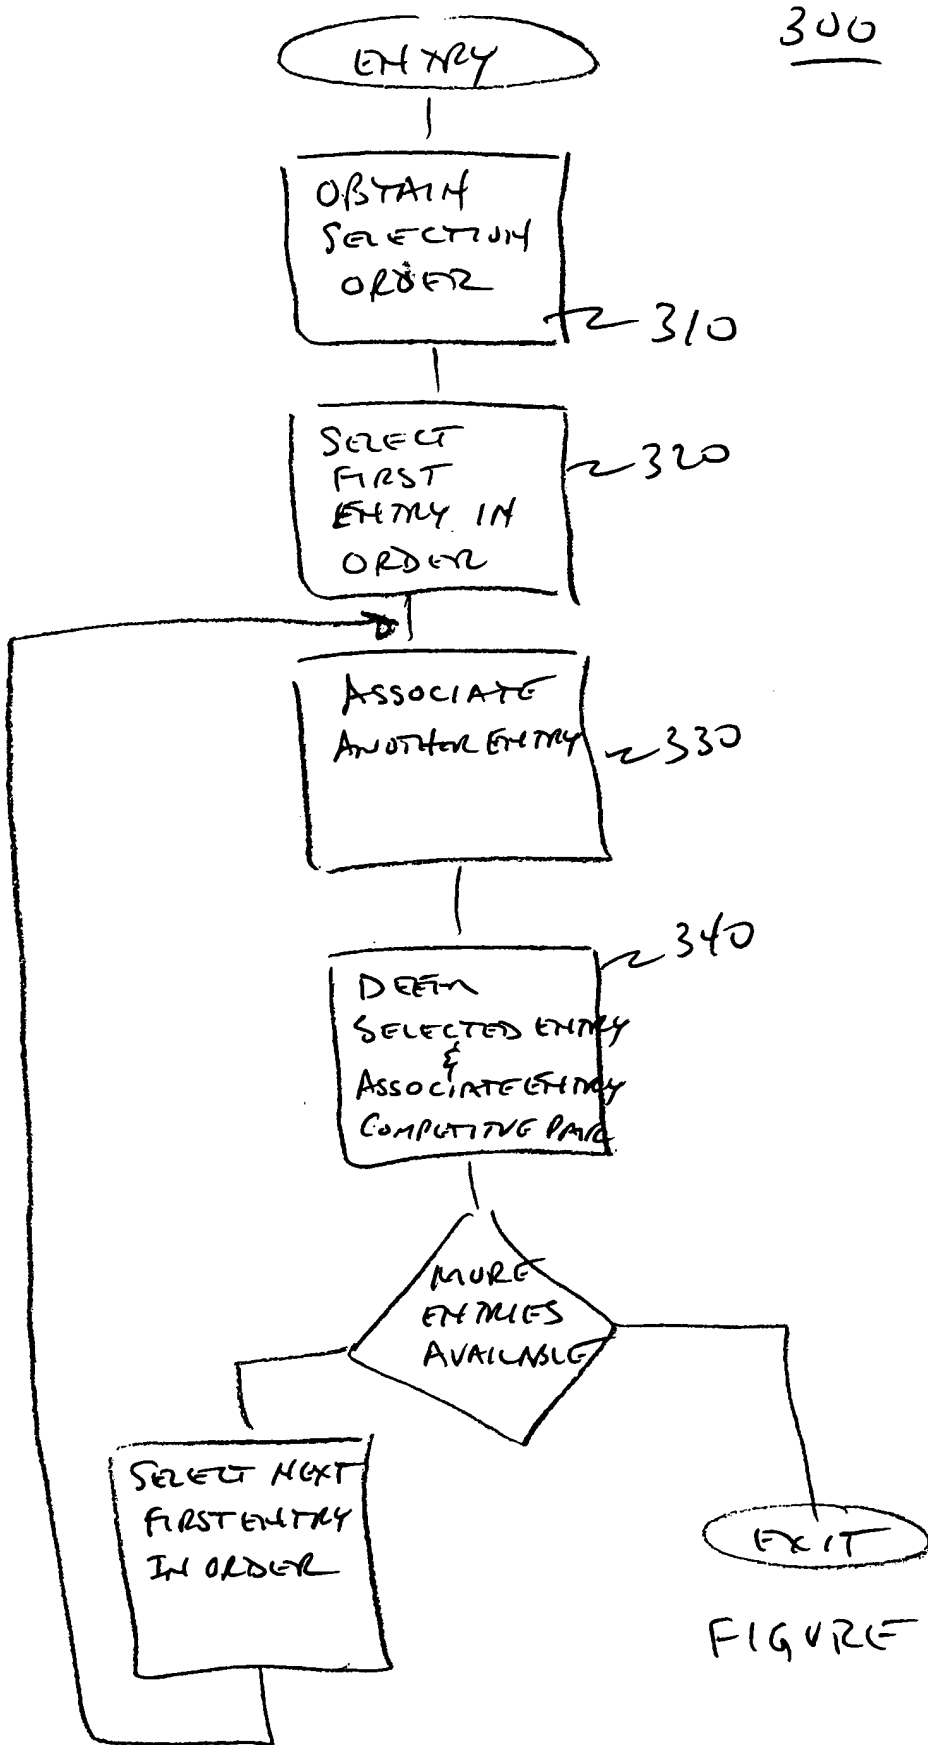 300
ENTRY
OBTAIN
SELECTION
ORDER
310
SELECT
FIRST
ENTRY IN
ORDER
320
ASSOCIATE
ANOTHER ENTRY
330
340
DEEM
SELECTED ENTRY
&
ASSOCIATE ENTRY
COMPETITIVE PAIR
MORE
ENTRIES
AVAILABLE
SELECT NEXT
FIRST ENTRY
IN ORDER
EXIT
FIGURE